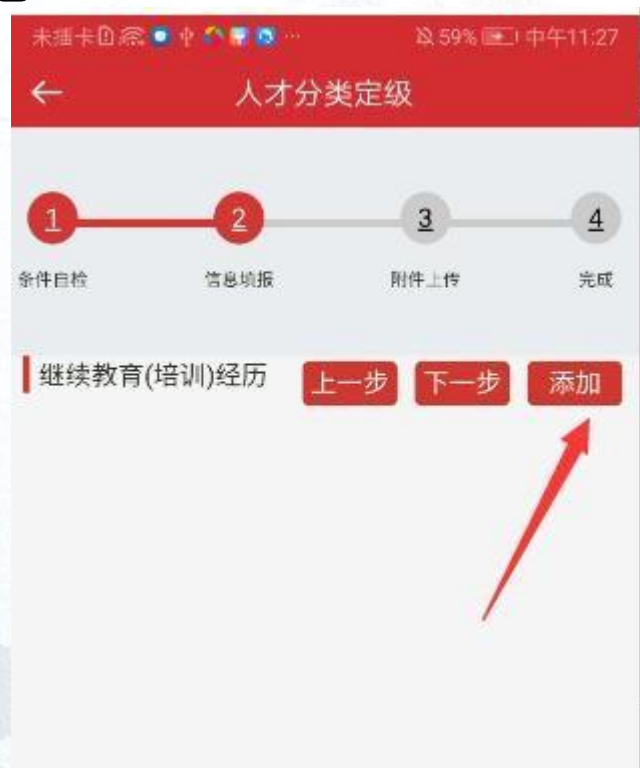 未插卡 59% 中午11:27
人才分类定级
1 2 3 4
条件自检 信息填报 附件上传 完成
继续教育(培训)经历 上一步 下一步 添加